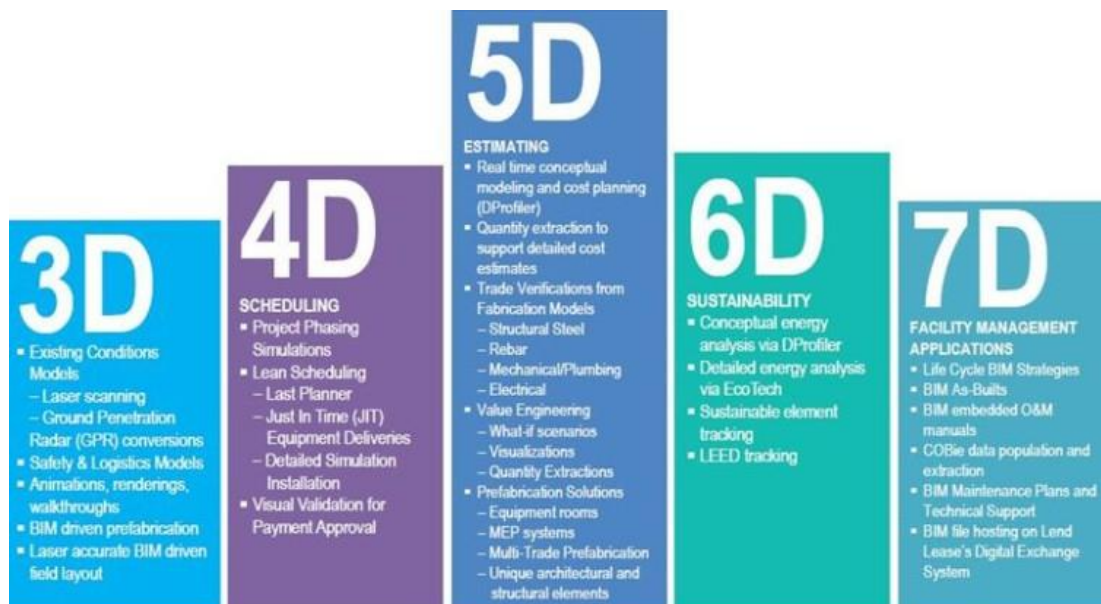 3D
▪ Existing Conditions
Models
– Laser scanning
– Ground Penetration
Radar (GPR) conversions
▪ Safety & Logistics Models
▪ Animations, renderings,
walkthroughs
▪ BIM driven prefabrication
▪ Laser accurate BIM driven
field layout
4D
SCHEDULING
▪ Project Phasing
Simulations
▪ Lean Scheduling
– Last Planner
– Just In Time (JIT)
Equipment Deliveries
– Detailed Simulation
Installation
▪ Visual Validation for
Payment Approval
5D
ESTIMATING
▪ Real time conceptual
modeling and cost planning
(DProfiler)
▪ Quantity extraction to
support detailed cost
estimates
▪ Trade Verifications from
Fabrication Models
– Structural Steel
– Rebar
– Mechanical/Plumbing
– Electrical
▪ Value Engineering
– What-if scenarios
– Visualizations
– Quantity Extractions
▪ Prefabrication Solutions
– Equipment rooms
– MEP systems
– Multi-Trade Prefabrication
– Unique architectural and
structural elements
6D
SUSTAINABILITY
▪ Conceptual energy
analysis via DProfiler
▪ Detailed energy analysis
via EcoTech
▪ Sustainable element
tracking
▪ LEED tracking
7D
FACILITY MANAGEMENT
APPLICATIONS
▪ Life Cycle BIM Strategies
▪ BIM As-Builts
▪ BIM embedded O&M
manuals
▪ COBie data population and
extraction
▪ BIM Maintenance Plans and
Technical Support
▪ BIM file hosting on Lend
Lease's Digital Exchange
System